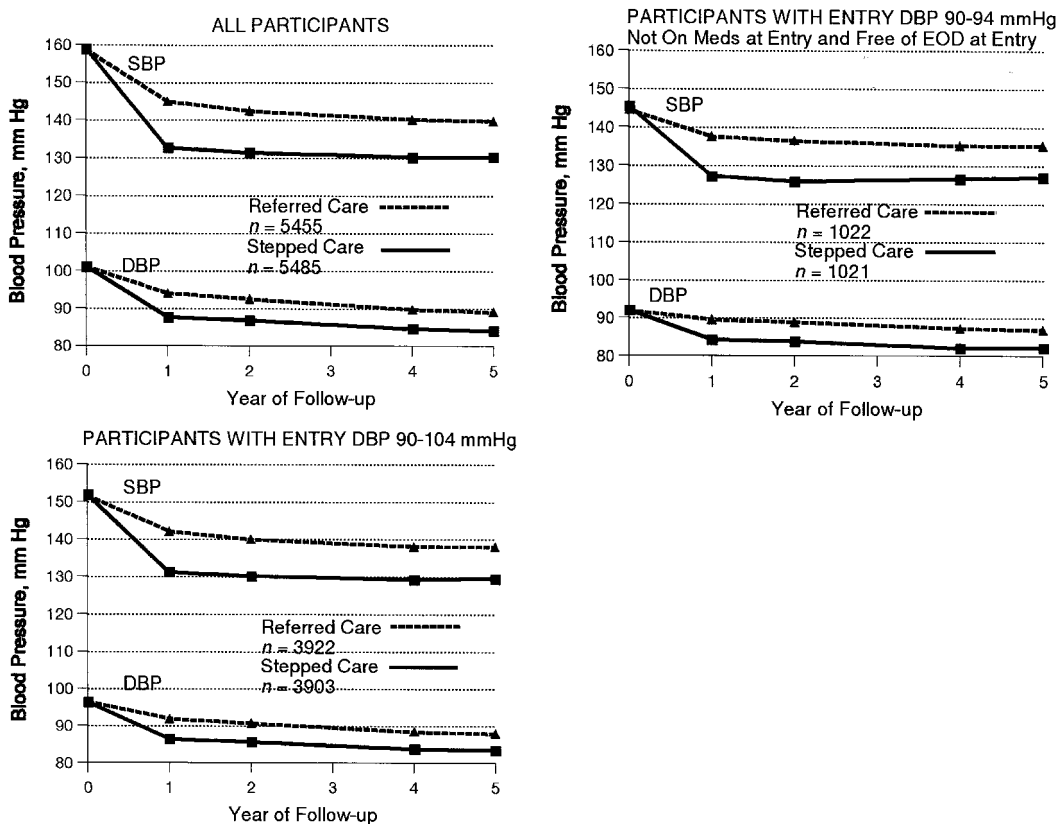 ALL PARTICIPANTS
160
150
140
130
120
110
100
90
80
Blood Pressure, mm Hg
SBP
Referred Care
n = 5455
Stepped Care
n = 5485
DBP
0 1 2 3 4 5
Year of Follow-up
PARTICIPANTS WITH ENTRY DBP 90-94 mmHg
Not On Meds at Entry and Free of EOD at Entry
160
150
140
130
120
110
100
90
80
Blood Pressure, mm Hg
SBP
Referred Care
n = 1022
Stepped Care
n = 1021
DBP
0 1 2 3 4 5
Year of Follow-up
PARTICIPANTS WITH ENTRY DBP 90-104 mmHg
160
150
140
130
120
110
100
90
80
Blood Pressure, mm Hg
SBP
Referred Care
n = 3922
Stepped Care
n = 3903
DBP
0 1 2 3 4 5
Year of Follow-up